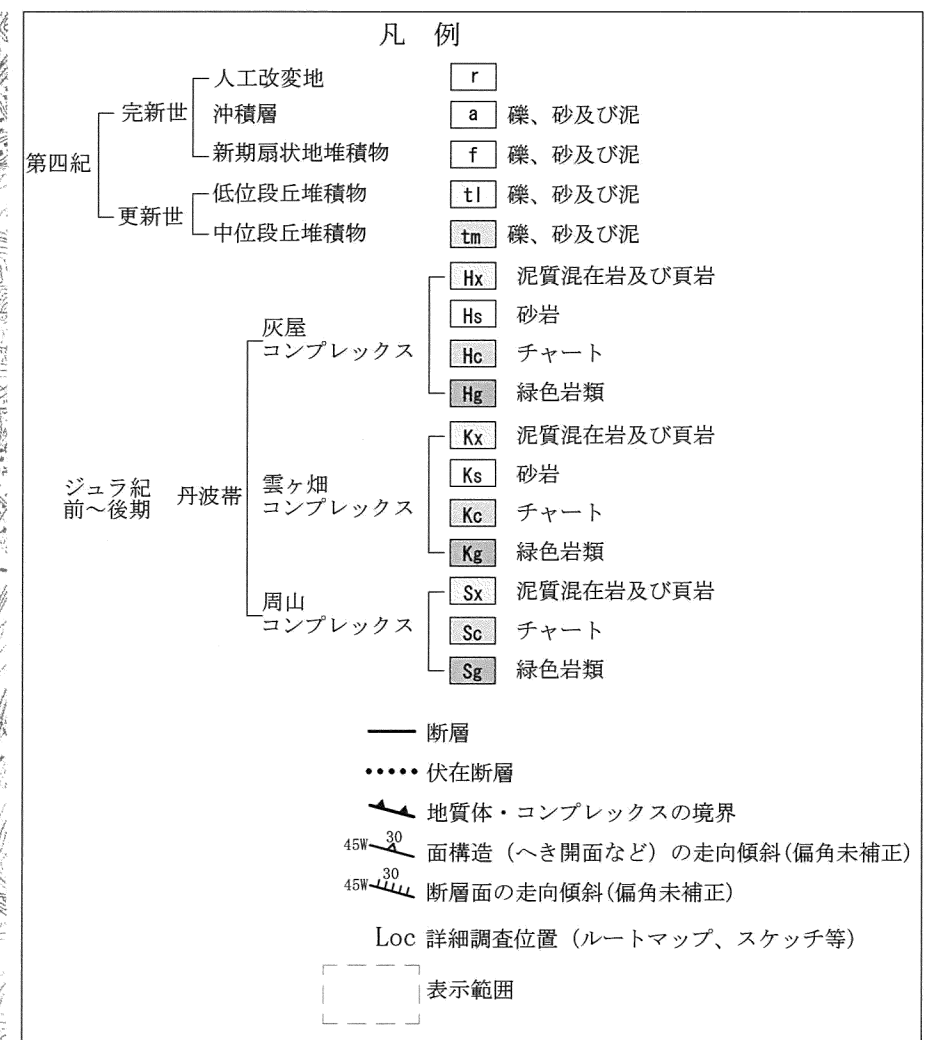 凡 例
人工改変地 r
完新世
沖積層 a 礫、砂及び泥
新期扇状地堆積物 f 礫、砂及び泥
第四紀
低位段丘堆積物 tl 礫、砂及び泥
更新世
中位段丘堆積物 tm 礫、砂及び泥
Hx 泥質混在岩及び頁岩
Hs 砂岩
灰屋
コンプレックス
Hc チャート
Hg 緑色岩類
Kx 泥質混在岩及び頁岩
Ks 砂岩
ジュラ紀
前～後期
丹波帯
雲ヶ畑
コンプレックス
Kc チャート
Kg 緑色岩類
Sx 泥質混在岩及び頁岩
周山
コンプレックス
Sc チャート
Sg 緑色岩類
断層
伏在断層
地質体・コンプレックスの境界
45W 30 面構造（へき開面など）の走向傾斜(偏角未補正)
45W 30 断層面の走向傾斜(偏角未補正)
Loc 詳細調査位置（ルートマップ、スケッチ等）
表示範囲